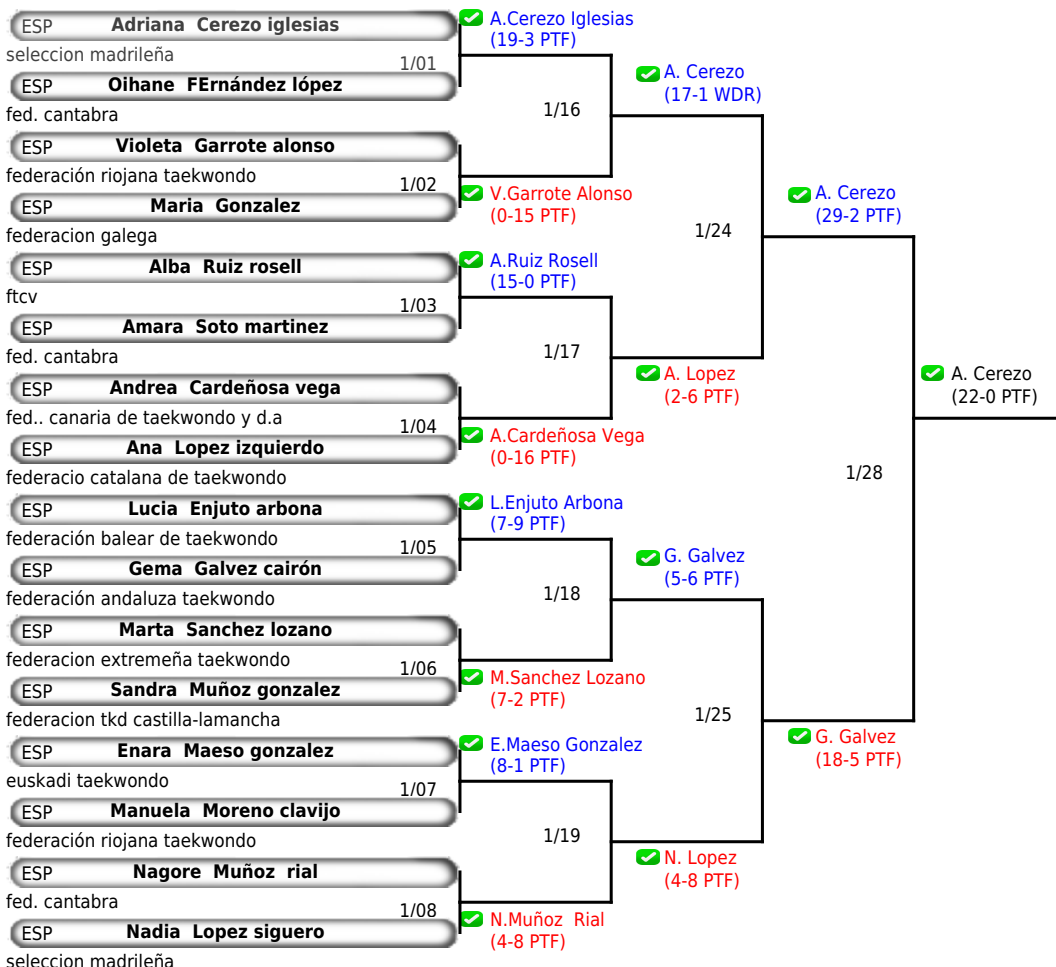 ESP Adriana Cerezo iglesias
seleccion madrileña
1/01
ESP Oihane FErnández lópez
fed. cantabra
ESP Violeta Garrote alonso
federación riojana taekwondo
1/02
ESP Maria Gonzalez
federacion galega
ESP Alba Ruiz rosell
ftcv
1/03
ESP Amara Soto martinez
fed. cantabra
ESP Andrea Cardeñosa vega
fed.. canaria de taekwondo y d.a
1/04
ESP Ana Lopez izquierdo
federacio catalana de taekwondo
ESP Lucia Enjuto arbona
federación balear de taekwondo
1/05
ESP Gema Galvez cairón
federación andaluza taekwondo
ESP Marta Sanchez lozano
federacion extremeña taekwondo
1/06
ESP Sandra Muñoz gonzalez
federacion tkd castilla-lamancha
ESP Enara Maeso gonzalez
euskadi taekwondo
1/07
ESP Manuela Moreno clavijo
federación riojana taekwondo
ESP Nagore Muñoz rial
fed. cantabra
1/08
ESP Nadia Lopez siguero
seleccion madrileña
A.Cerezo Iglesias
(19-3 PTF)
1/16
V.Garrote Alonso
(0-15 PTF)
A.Ruiz Rosell
(15-0 PTF)
1/17
A.Cardeñosa Vega
(0-16 PTF)
L.Enjuto Arbona
(7-9 PTF)
1/18
M.Sanchez Lozano
(7-2 PTF)
E.Maeso Gonzalez
(8-1 PTF)
1/19
N.Muñoz Rial
(4-8 PTF)
A. Cerezo
(17-1 WDR)
1/24
A. Lopez
(2-6 PTF)
G. Galvez
(5-6 PTF)
1/25
N. Lopez
(4-8 PTF)
A. Cerezo
(29-2 PTF)
1/28
G. Galvez
(18-5 PTF)
A. Cerezo
(22-0 PTF)